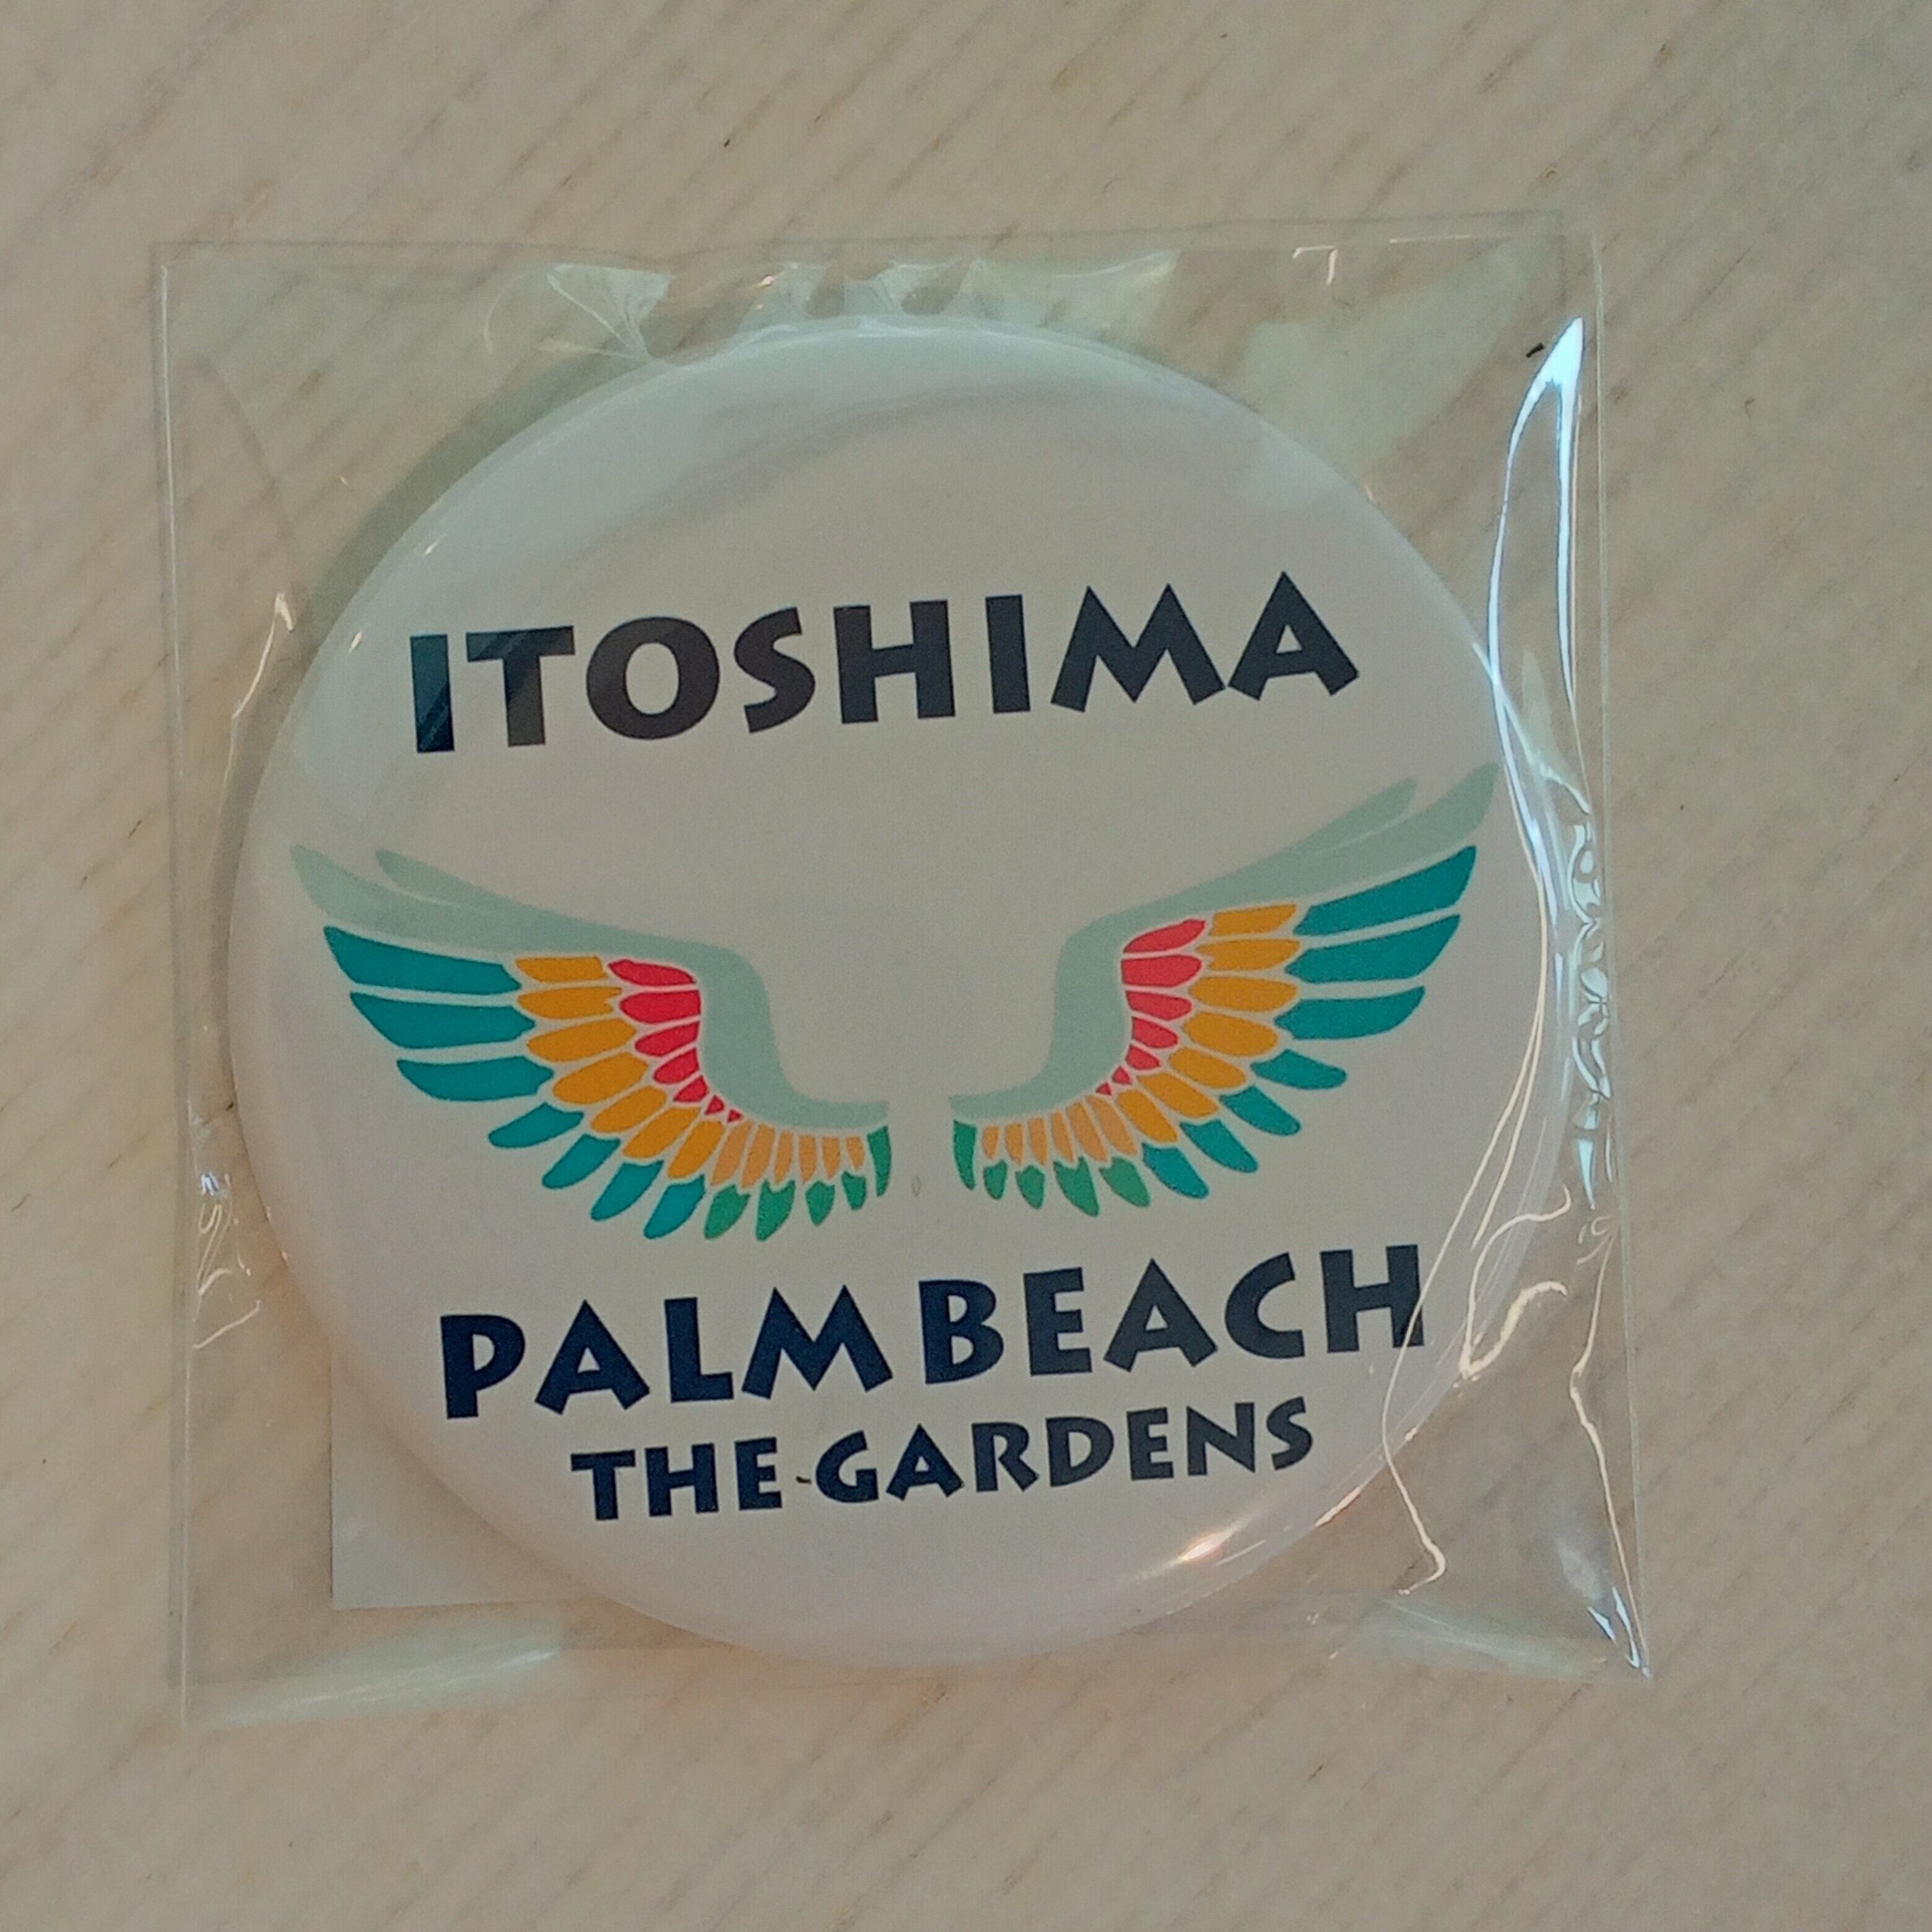 ITOSHIMA
PALM BEACH
THE GARDENS